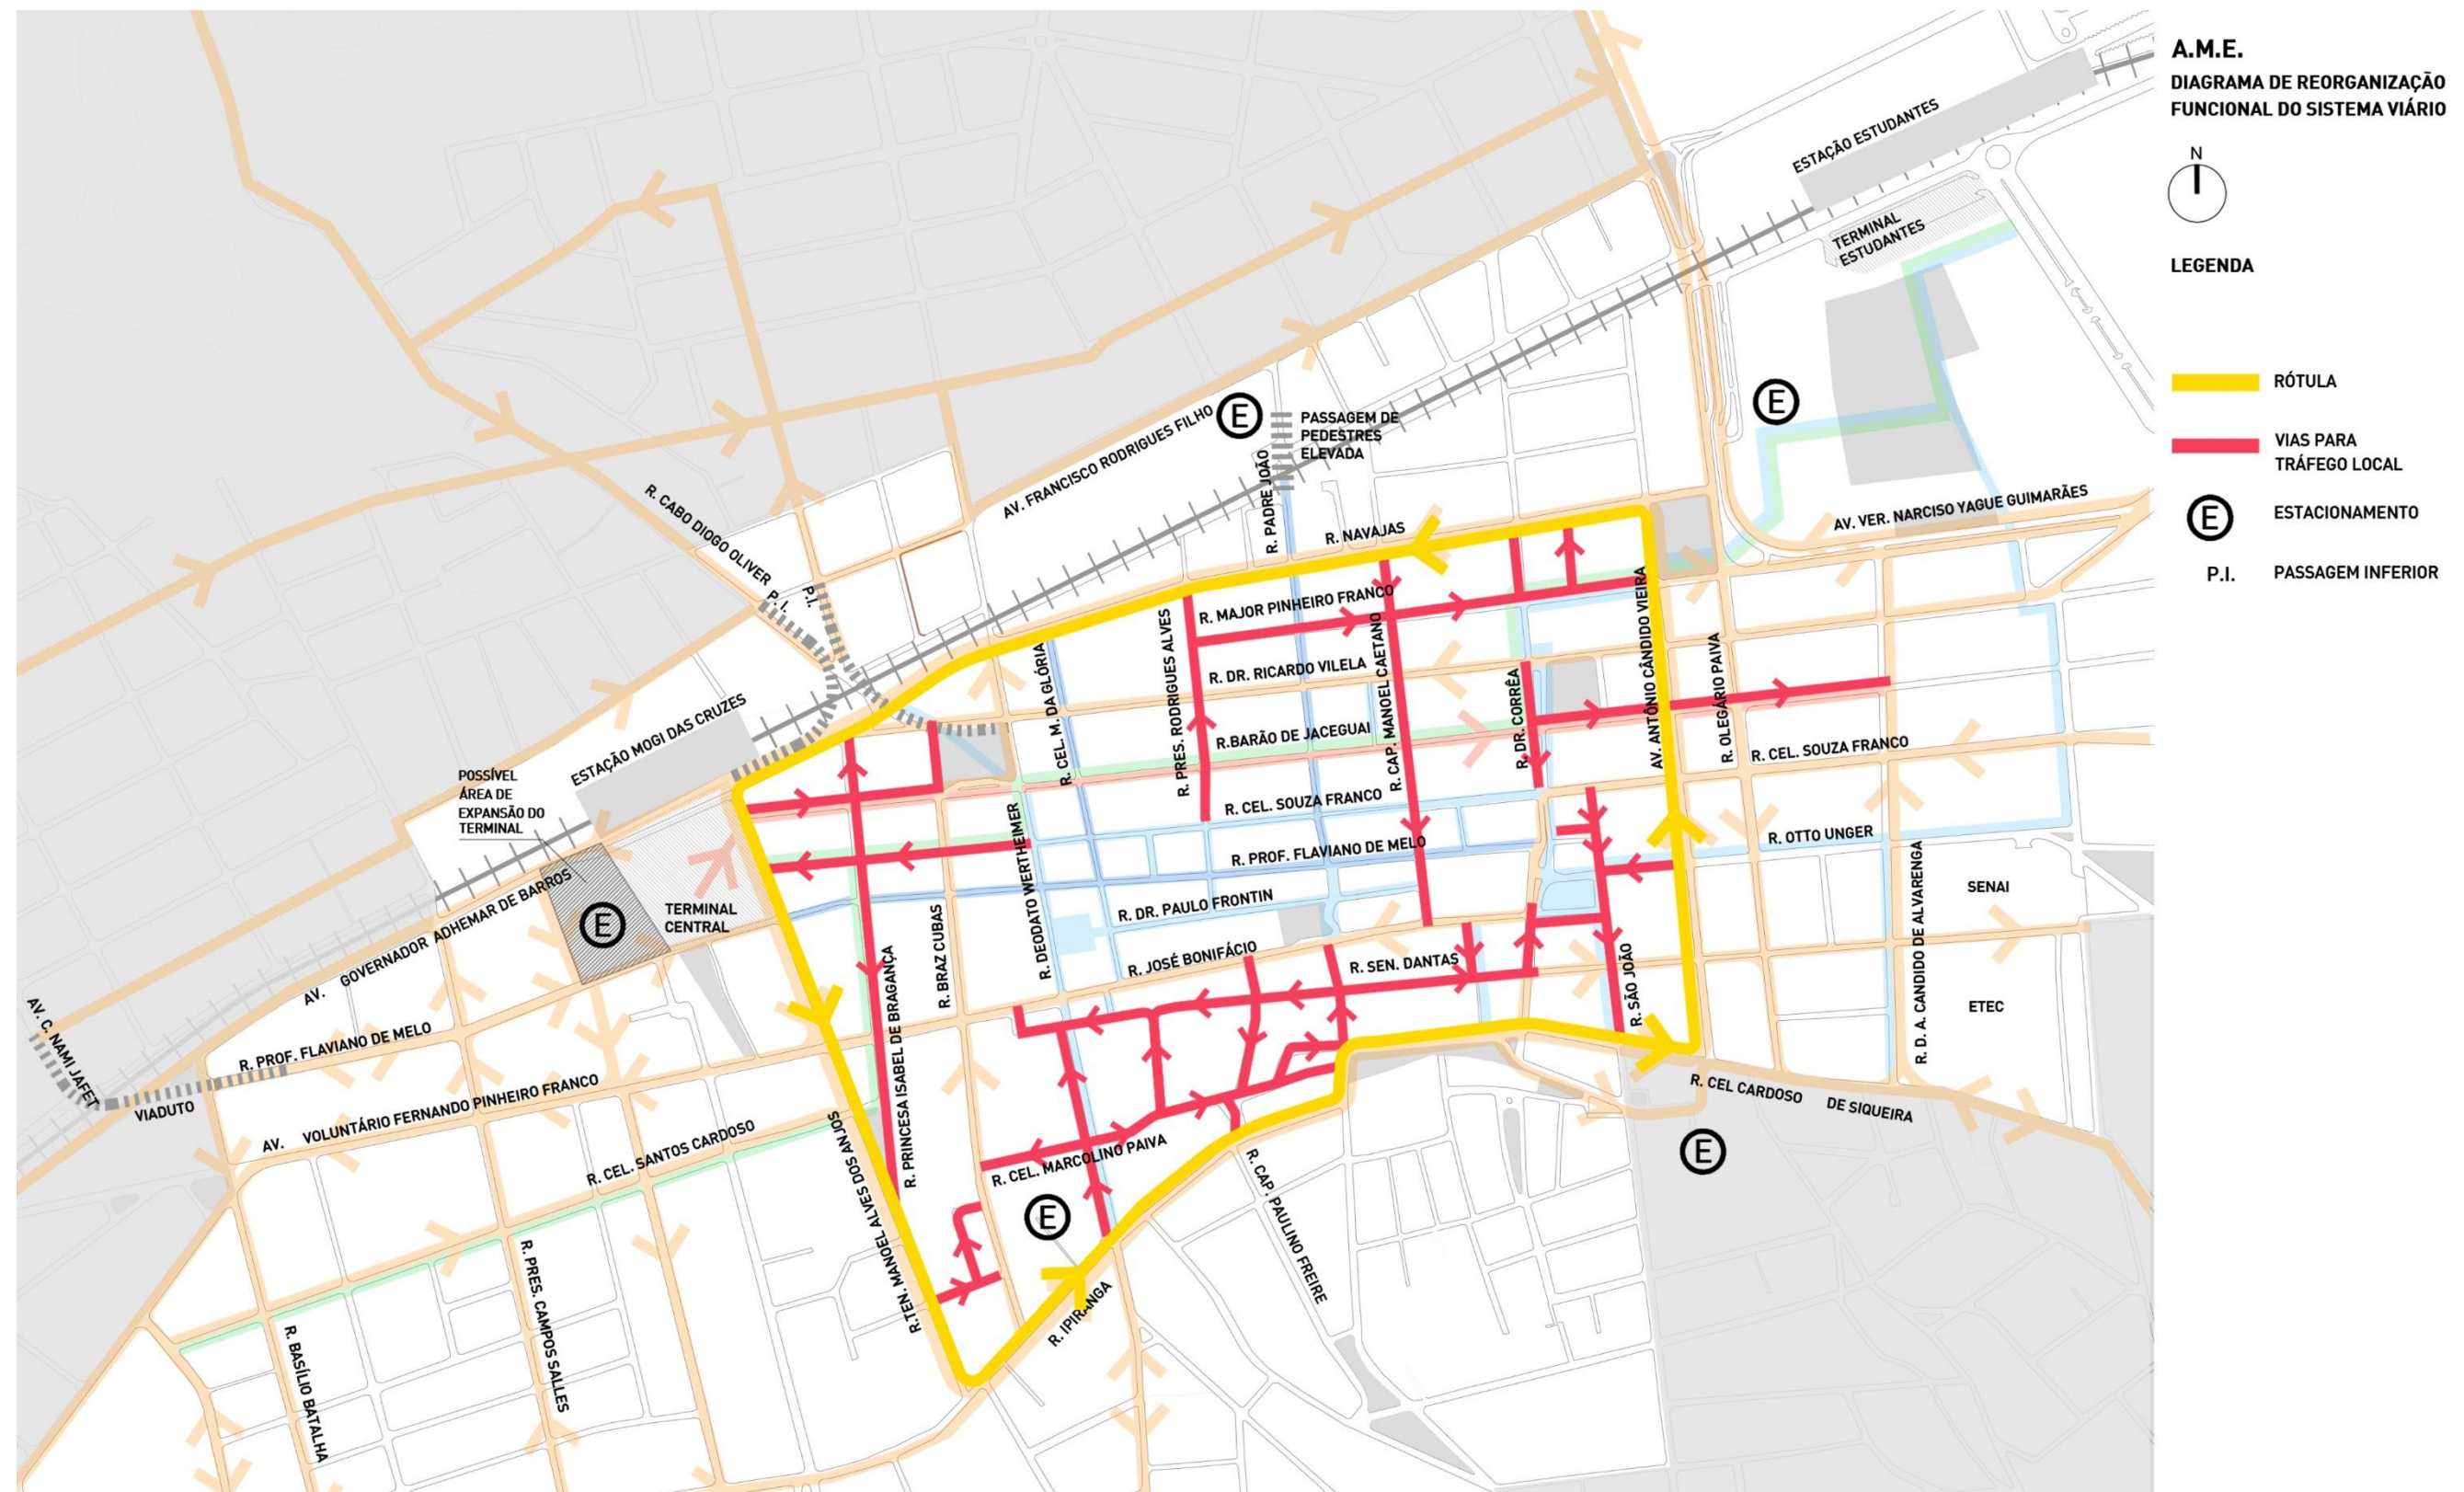 A.M.E.
DIAGRAMA DE REORGANIZAÇÃO
FUNCIONAL DO SISTEMA VIÁRIO
N
LEGENDA
RÓTULA
VIAS PARA
TRÁFEGO LOCAL
E
ESTACIONAMENTO
P.I.
PASSAGEM INFERIOR
ESTAÇÃO ESTUDANTES
TERMINAL
ESTUDANTES
E
E
PASSAGEM DE
PEDESTRES
ELEVADA
AV. FRANCISCO RODRIGUES FILHO
R. PADRE JOÃO
R. NAVAJAS
AV. VER. NARCISO YAGUE GUIMARÃES
R. CABO DIOGO OLIVER
P.I.
P.I.
R. MAJOR PINHEIRO FRANCO
R. DR. RICARDO VILELA
R.BARÃO DE JACEGUAI
R. CEL. SOUZA FRANCO
R. CEL. SOUZA FRANCO
R. PROF. FLAVIANO DE MELO
R. OTTO UNGER
R. DR. PAULO FRONTIN
R. JOSÉ BONIFÁCIO
R. SEN. DANTAS
R. CEL. M. DA GLÓRIA
R. PRES. RODRIGUES ALVES
R. CAP. MANOEL CAETANO
R. DR. CORRÊA
AV. ANTÔNIO CÂNDIDO VIEIRA
R. OLEGÁRIO PAIVA
R. D. A. CANDIDO DE ALVARENGA
SENAI
ETEC
R. SÃO JOÃO
R. CEL CARDOSO DE SIQUEIRA
E
ESTAÇÃO MOGI DAS CRUZES
POSSÍVEL
ÁREA DE
EXPANSÃO DO
TERMINAL
E
TERMINAL
CENTRAL
AV. GOVERNADOR ADHEMAR DE BARROS
AV. C. NAMI JAFET
VIADUTO
R. PROF. FLAVIANO DE MELO
AV. VOLUNTÁRIO FERNANDO PINHEIRO FRANCO
R. CEL. SANTOS CARDOSO
R. BASÍLIO BATALHA
R. PRES. CAMPOS SALLES
R.TEN. MANOEL ALVES DOS ANJOS
R. PRINCESA ISABEL DE BRAGANÇA
R. BRAZ CUBAS
R. DEODATO WERTHEIMER
R. CEL. MARCOLINO PAIVA
E
R. IPIRANGA
R. CAP. PAULINO FREIRE